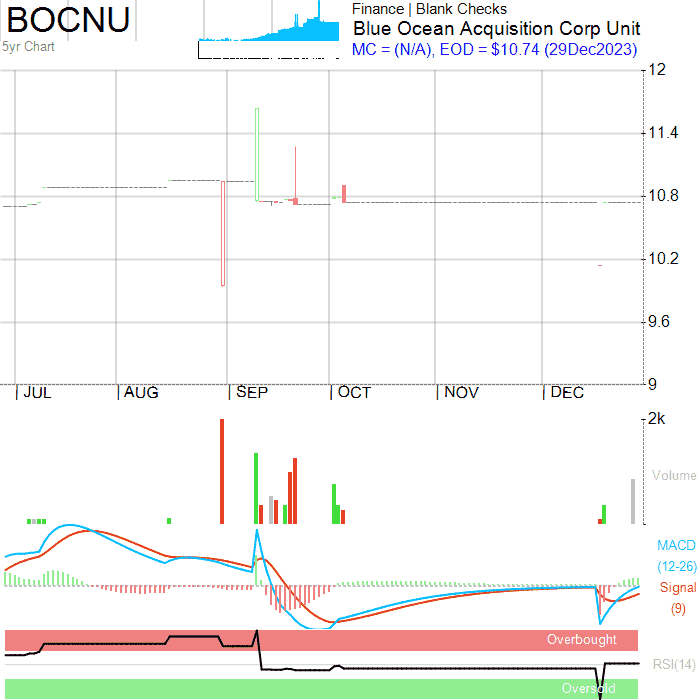 BOCNU
5yr Chart
Finance | Blank Checks
Blue Ocean Acquisition Corp Unit
MC = (N/A), EOD = $10.74 (29Dec2023)
12
11.4
10.8
10.2
9.6
9
JUL AUG SEP OCT NOV DEC
2k
Volume
MACD
(12-26)
Signal
(9)
Overbought
RSI(14)
Oversold